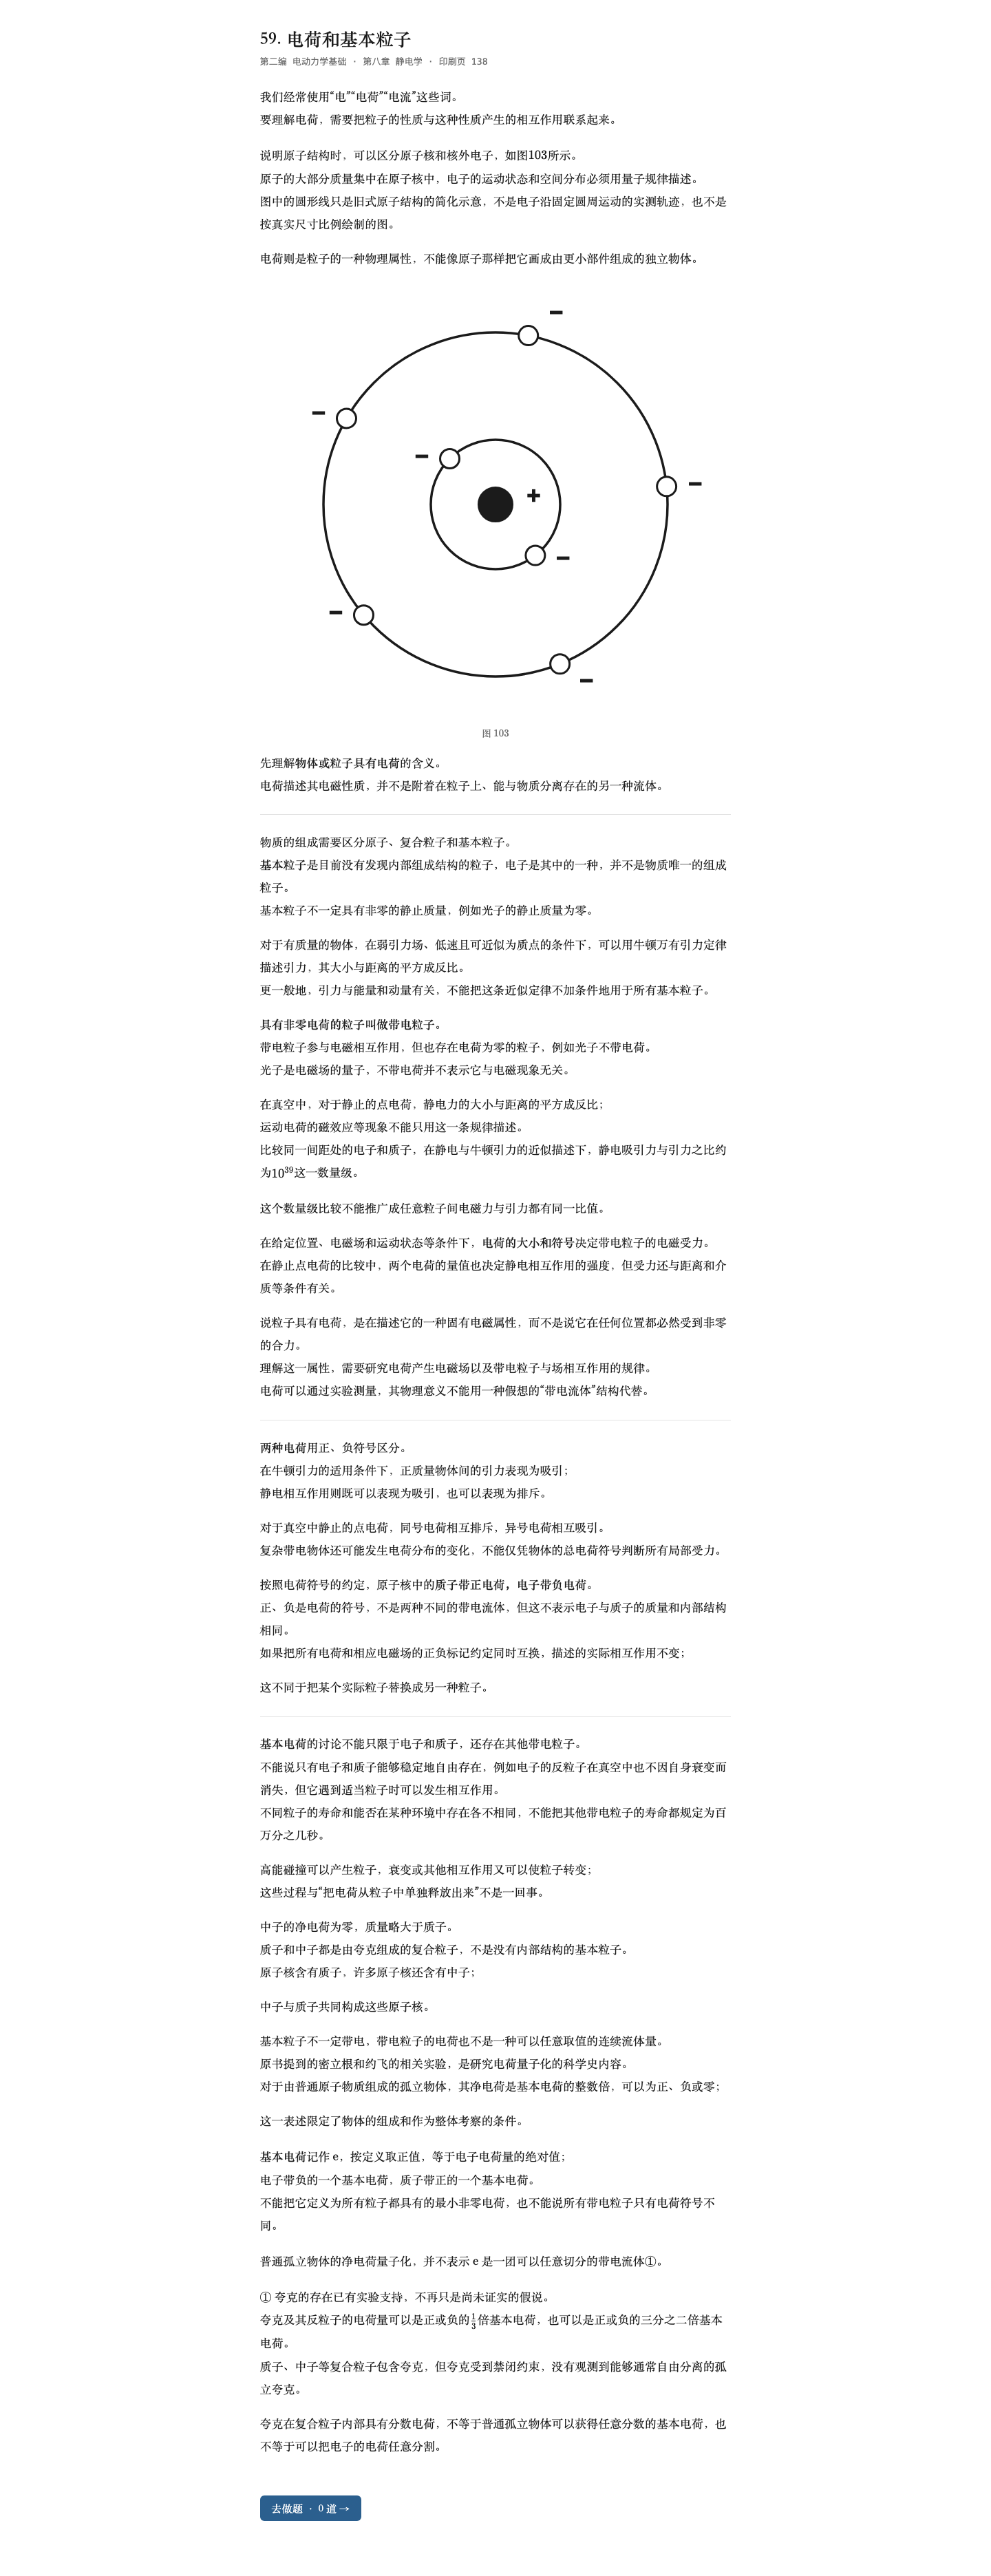 59. 电荷和基本粒子
第二编 电动力学基础 · 第八章 静电学 · 印刷页 138
我们经常使用“电”“电荷”“电流”这些词。
要理解电荷，需要把粒子的性质与这种性质产生的相互作用联系起来。
说明原子结构时，可以区分原子核和核外电子，如图103所示。
原子的大部分质量集中在原子核中，电子的运动状态和空间分布必须用量子规律描述。
图中的圆形线只是旧式原子结构的简化示意，不是电子沿固定圆周运动的实测轨迹，也不是
按真实尺寸比例绘制的图。
电荷则是粒子的一种物理属性，不能像原子那样把它画成由更小部件组成的独立物体。
−
−
−
−
+
−
−
−
图 103
先理解物体或粒子具有电荷的含义。
电荷描述其电磁性质，并不是附着在粒子上、能与物质分离存在的另一种流体。
物质的组成需要区分原子、复合粒子和基本粒子。
基本粒子是目前没有发现内部组成结构的粒子，电子是其中的一种，并不是物质唯一的组成
粒子。
基本粒子不一定具有非零的静止质量，例如光子的静止质量为零。
对于有质量的物体，在弱引力场、低速且可近似为质点的条件下，可以用牛顿万有引力定律
描述引力，其大小与距离的平方成反比。
更一般地，引力与能量和动量有关，不能把这条近似定律不加条件地用于所有基本粒子。
具有非零电荷的粒子叫做带电粒子。
带电粒子参与电磁相互作用，但也存在电荷为零的粒子，例如光子不带电荷。
光子是电磁场的量子，不带电荷并不表示它与电磁现象无关。
在真空中，对于静止的点电荷，静电力的大小与距离的平方成反比；
运动电荷的磁效应等现象不能只用这一条规律描述。
比较同一间距处的电子和质子，在静电与牛顿引力的近似描述下，静电吸引力与引力之比约
为10³⁹这一数量级。
这个数量级比较不能推广成任意粒子间电磁力与引力都有同一比值。
在给定位置、电磁场和运动状态等条件下，电荷的大小和符号决定带电粒子的电磁受力。
在静止点电荷的比较中，两个电荷的量值也决定静电相互作用的强度，但受力还与距离和介
质等条件有关。
说粒子具有电荷，是在描述它的一种固有电磁属性，而不是说它在任何位置都必然受到非零
的合力。
理解这一属性，需要研究电荷产生电磁场以及带电粒子与场相互作用的规律。
电荷可以通过实验测量，其物理意义不能用一种假想的“带电流体”结构代替。
两种电荷用正、负符号区分。
在牛顿引力的适用条件下，正质量物体间的引力表现为吸引；
静电相互作用则既可以表现为吸引，也可以表现为排斥。
对于真空中静止的点电荷，同号电荷相互排斥，异号电荷相互吸引。
复杂带电物体还可能发生电荷分布的变化，不能仅凭物体的总电荷符号判断所有局部受力。
按照电荷符号的约定，原子核中的质子带正电荷，电子带负电荷。
正、负是电荷的符号，不是两种不同的带电流体，但这不表示电子与质子的质量和内部结构
相同。
如果把所有电荷和相应电磁场的正负标记约定同时互换，描述的实际相互作用不变；
这不同于把某个实际粒子替换成另一种粒子。
基本电荷的讨论不能只限于电子和质子，还存在其他带电粒子。
不能说只有电子和质子能够稳定地自由存在，例如电子的反粒子在真空中也不因自身衰变而
消失，但它遇到适当粒子时可以发生相互作用。
不同粒子的寿命和能否在某种环境中存在各不相同，不能把其他带电粒子的寿命都规定为百
万分之几秒。
高能碰撞可以产生粒子，衰变或其他相互作用又可以使粒子转变；
这些过程与“把电荷从粒子中单独释放出来”不是一回事。
中子的净电荷为零，质量略大于质子。
质子和中子都是由夸克组成的复合粒子，不是没有内部结构的基本粒子。
原子核含有质子，许多原子核还含有中子；
中子与质子共同构成这些原子核。
基本粒子不一定带电，带电粒子的电荷也不是一种可以任意取值的连续流体量。
原书提到的密立根和约飞的相关实验，是研究电荷量子化的科学史内容。
对于由普通原子物质组成的孤立物体，其净电荷是基本电荷的整数倍，可以为正、负或零；
这一表述限定了物体的组成和作为整体考察的条件。
基本电荷记作 e，按定义取正值，等于电子电荷量的绝对值；
电子带负的一个基本电荷，质子带正的一个基本电荷。
不能把它定义为所有粒子都具有的最小非零电荷，也不能说所有带电粒子只有电荷符号不
同。
普通孤立物体的净电荷量子化，并不表示 e 是一团可以任意切分的带电流体①。
① 夸克的存在已有实验支持，不再只是尚未证实的假说。
夸克及其反粒子的电荷量可以是正或负的⅓倍基本电荷，也可以是正或负的三分之二倍基本
电荷。
质子、中子等复合粒子包含夸克，但夸克受到禁闭约束，没有观测到能够通常自由分离的孤
立夸克。
夸克在复合粒子内部具有分数电荷，不等于普通孤立物体可以获得任意分数的基本电荷，也
不等于可以把电子的电荷任意分割。
去做题 · 0 道 →